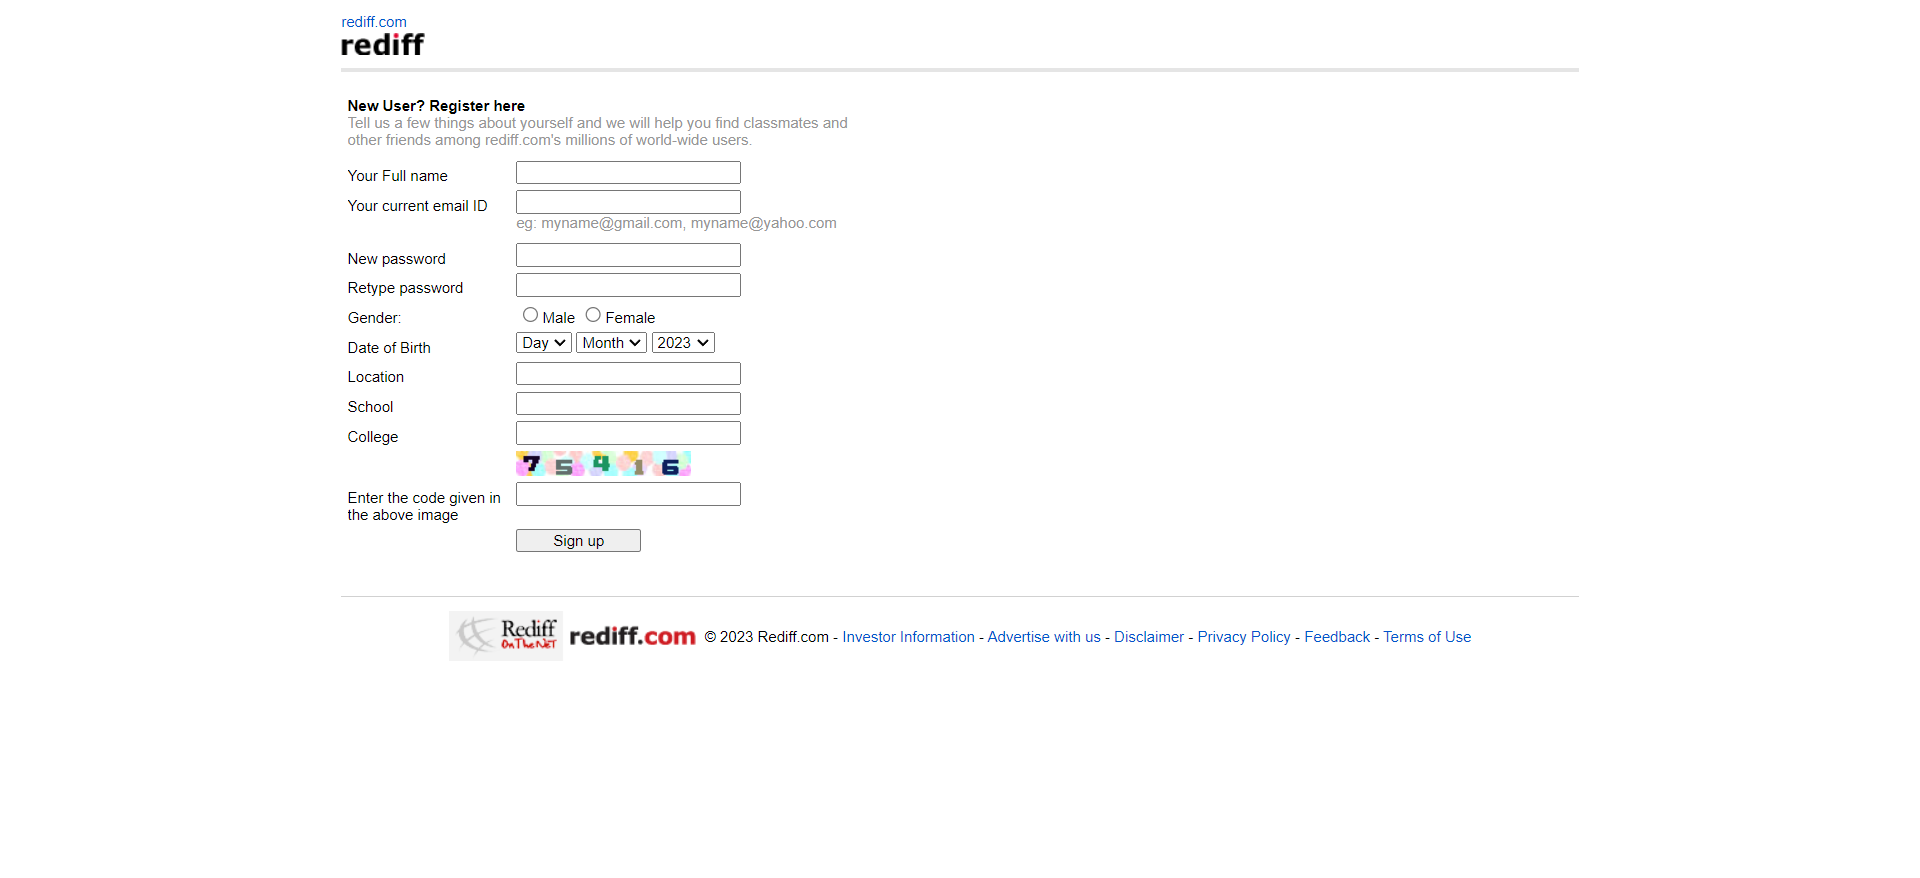 rediff.com
rediff
New User? Register here
Tell us a few things about yourself and we will help you find classmates and
other friends among rediff.com's millions of world-wide users.
Your Full name
Your current email ID
eg: myname@gmail.com, myname@yahoo.com
New password
Retype password
Gender: Male Female
Date of Birth Day Month 2023
Location
School
College
7 5 4 1 6
Enter the code given in
the above image
Sign up
Rediff On The NeT rediff.com © 2023 Rediff.com - Investor Information - Advertise with us - Disclaimer - Privacy Policy - Feedback - Terms of Use